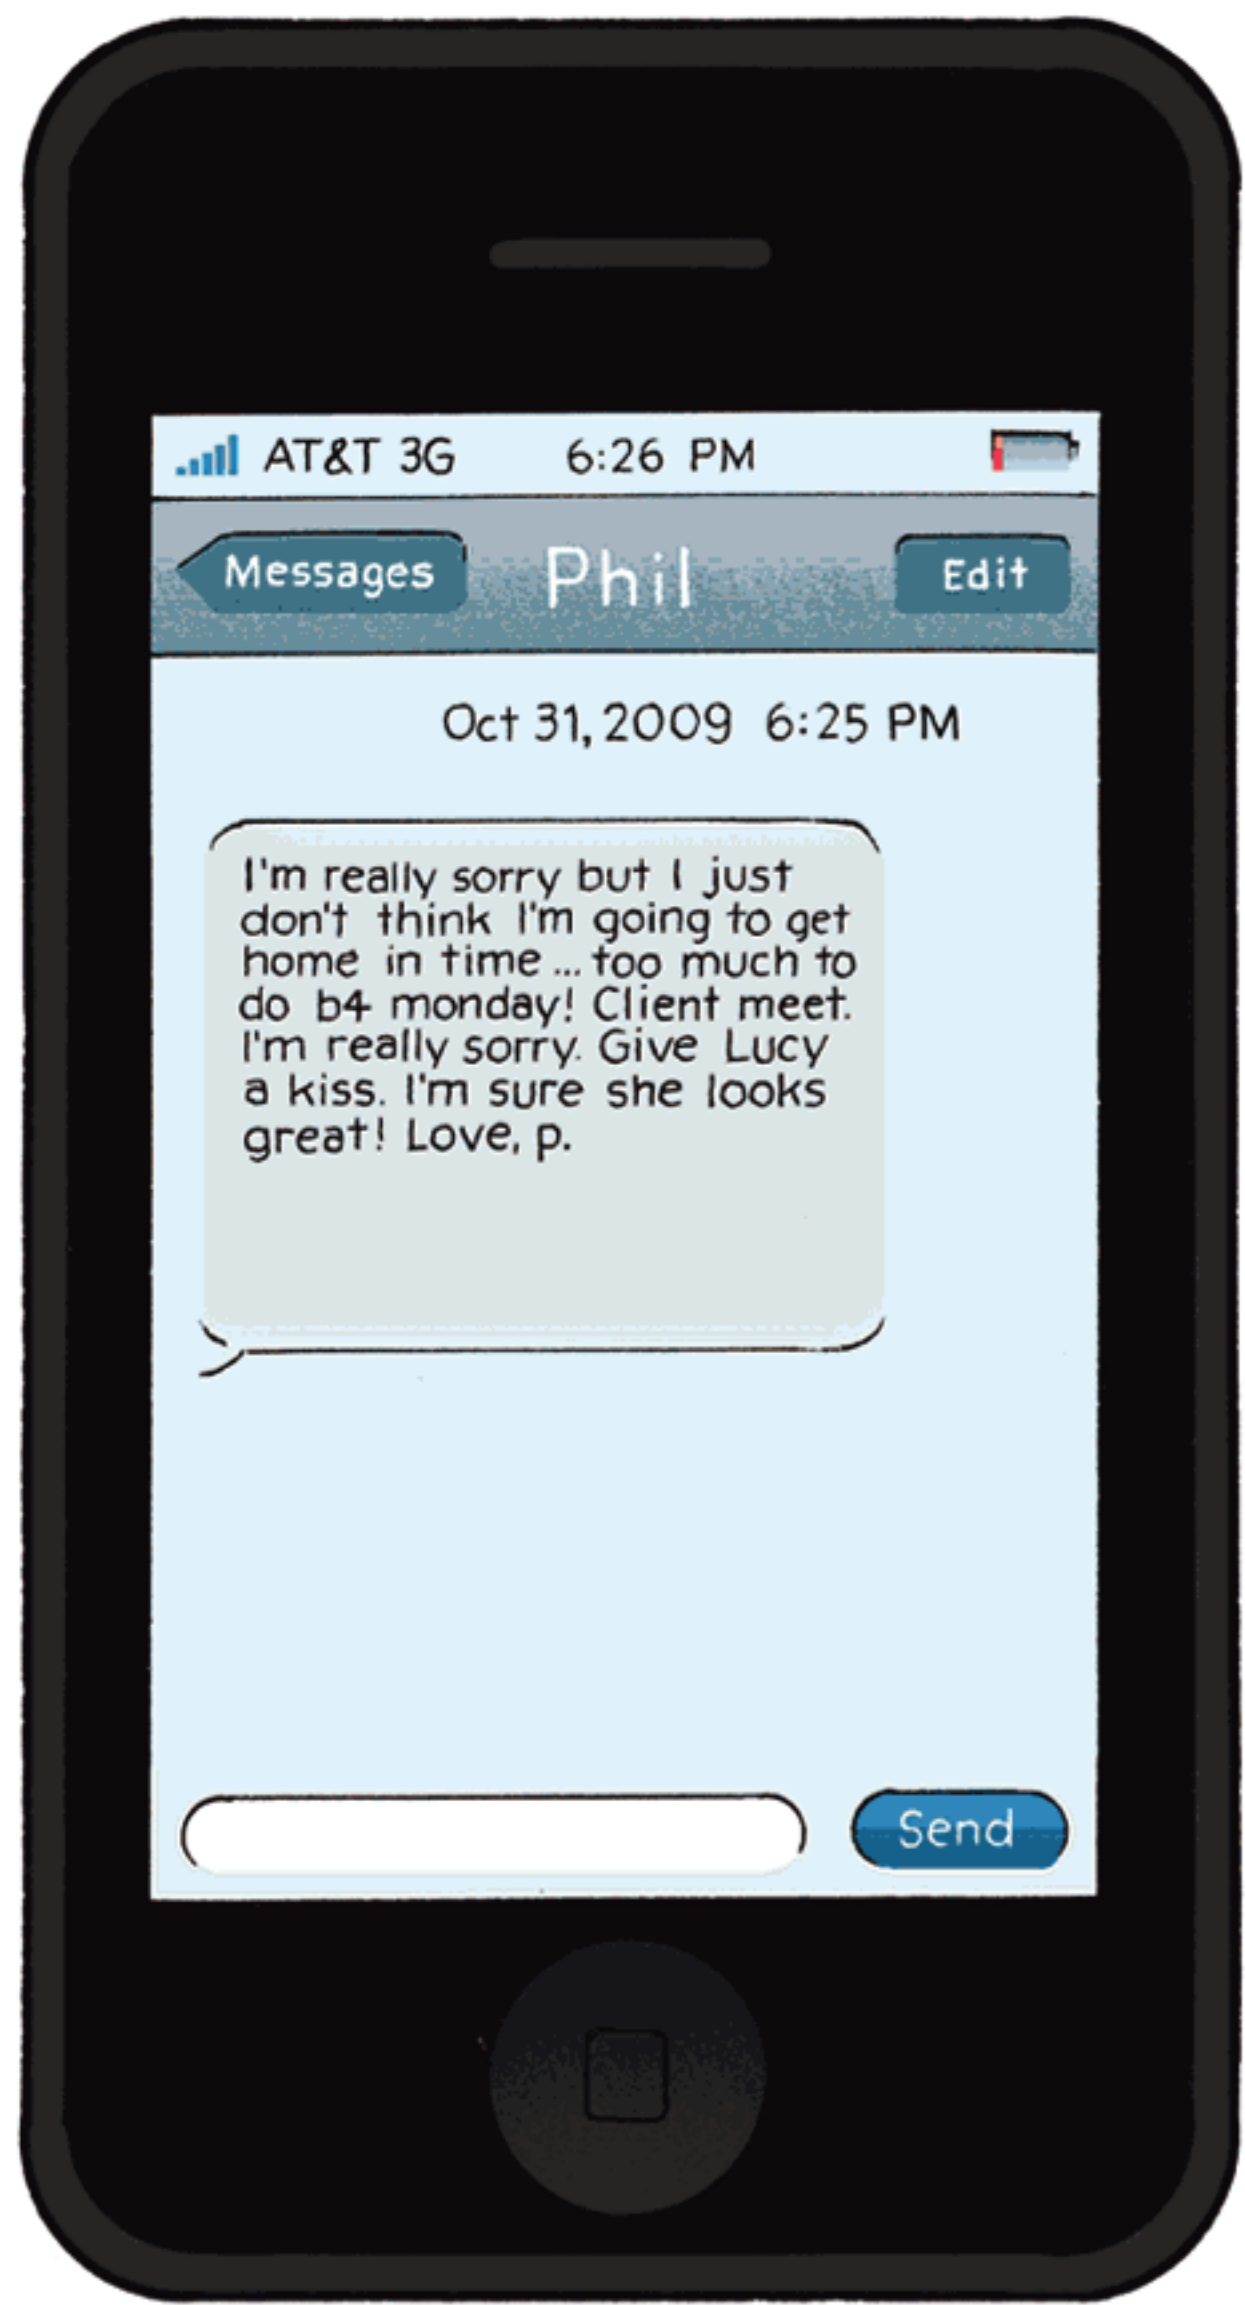 AT&T 3G 6:26 PM
Messages Phil Edit
Oct 31, 2009 6:25 PM
I'm really sorry but I just
don't think I'm going to get
home in time ... too much to
do b4 monday! Client meet.
I'm really sorry. Give Lucy
a kiss. I'm sure she looks
great! Love, p.
Send